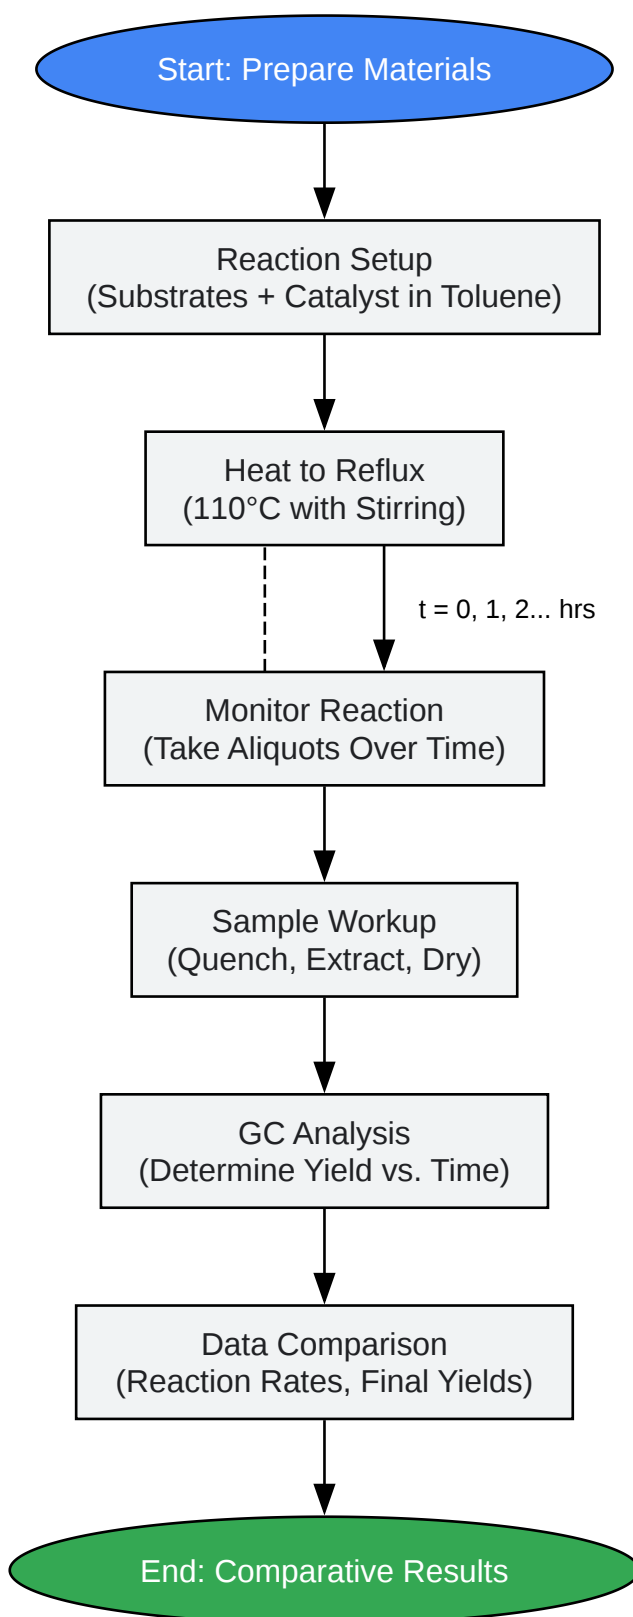 Start: Prepare Materials
Reaction Setup
(Substrates + Catalyst in Toluene)
Heat to Reflux
(110°C with Stirring)
t = 0, 1, 2... hrs
Monitor Reaction
(Take Aliquots Over Time)
Sample Workup
(Quench, Extract, Dry)
GC Analysis
(Determine Yield vs. Time)
Data Comparison
(Reaction Rates, Final Yields)
End: Comparative Results